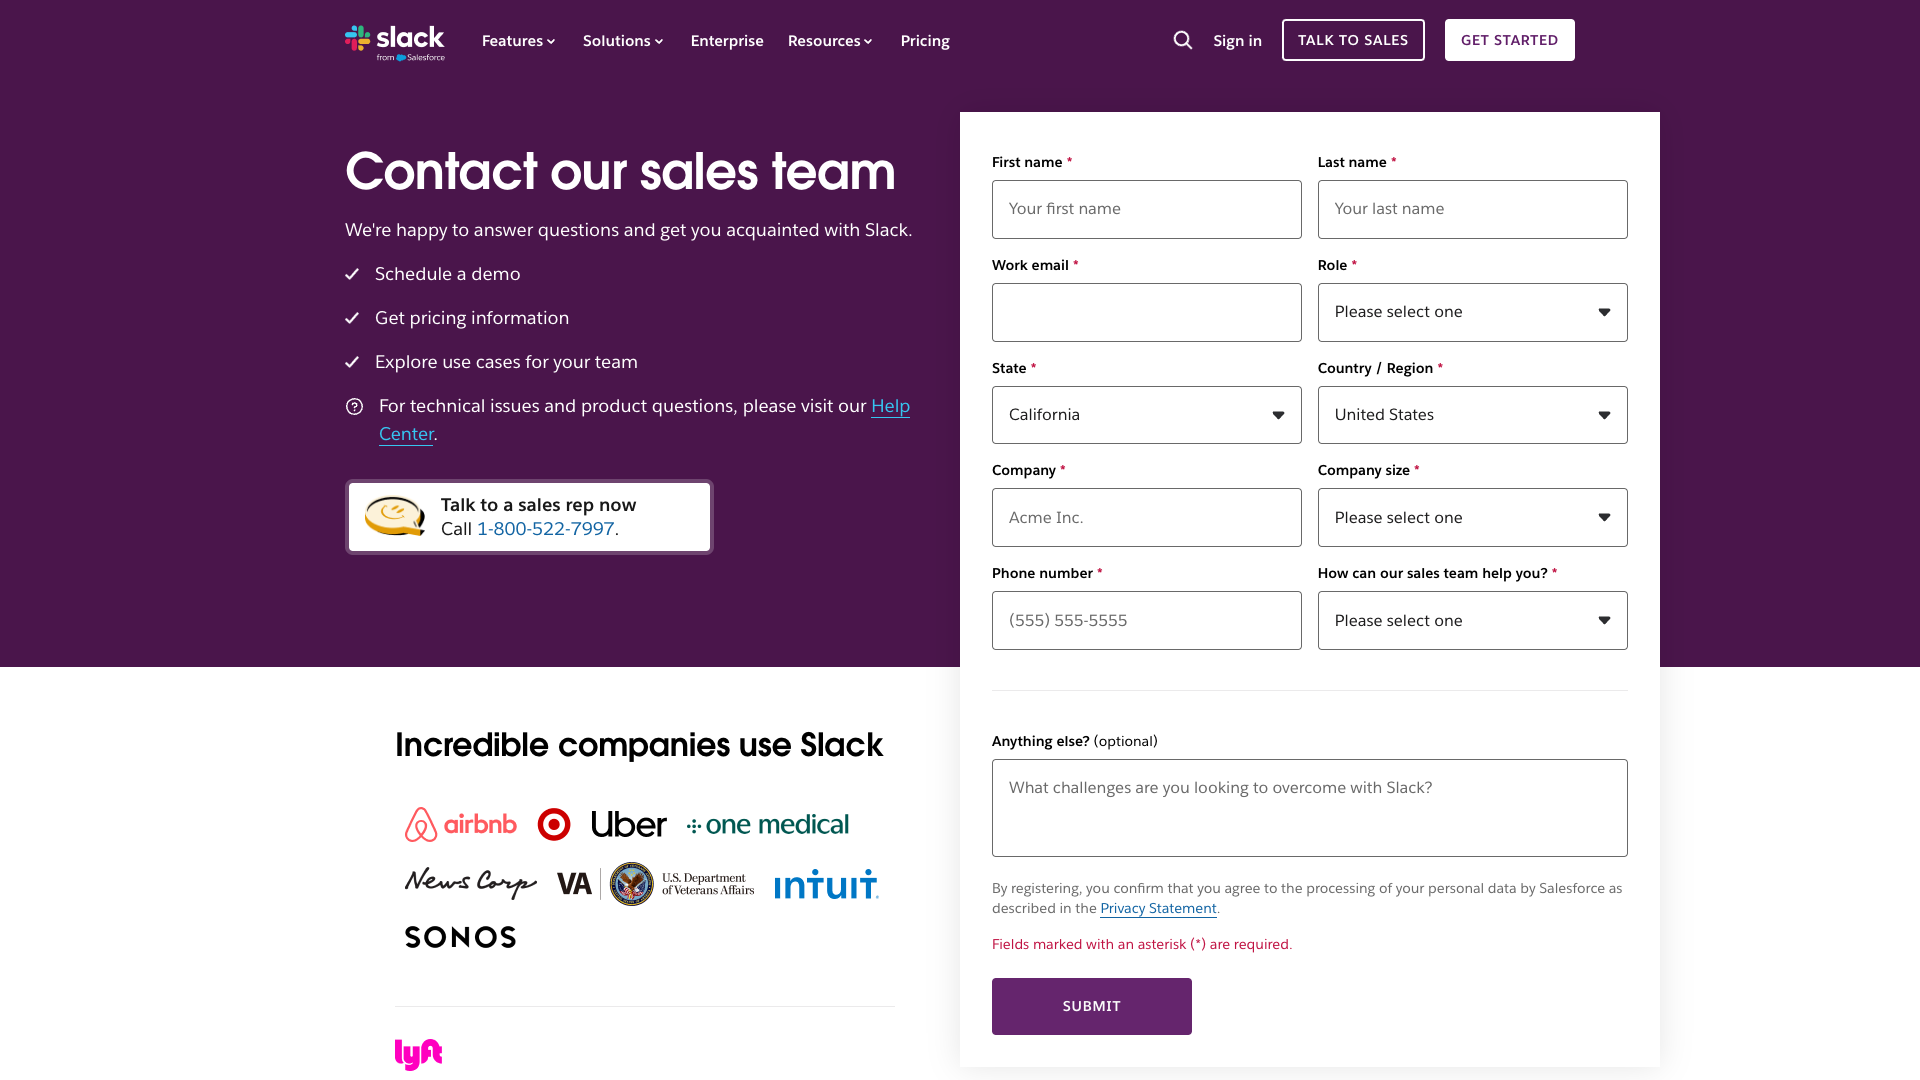 slack
from Salesforce
Features
Solutions
Enterprise
Resources
Pricing
Sign in
TALK TO SALES
GET STARTED
Contact our sales team
We're happy to answer questions and get you acquainted with Slack.
Schedule a demo
Get pricing information
Explore use cases for your team
For technical issues and product questions, please visit our Help
Center.
Talk to a sales rep now
Call 1-800-522-7997.
First name *
Your first name
Last name *
Your last name
Work email *
Role *
Please select one
State *
California
Country / Region *
United States
Company *
Acme Inc.
Company size *
Please select one
Phone number *
(555) 555-5555
How can our sales team help you? *
Please select one
Anything else? (optional)
What challenges are you looking to overcome with Slack?
By registering, you confirm that you agree to the processing of your personal data by Salesforce as
described in the Privacy Statement.
Fields marked with an asterisk (*) are required.
SUBMIT
Incredible companies use Slack
airbnb
Uber
one medical
News Corp
VA
U.S. Department
of Veterans Affairs
intuit
SONOS
lyft